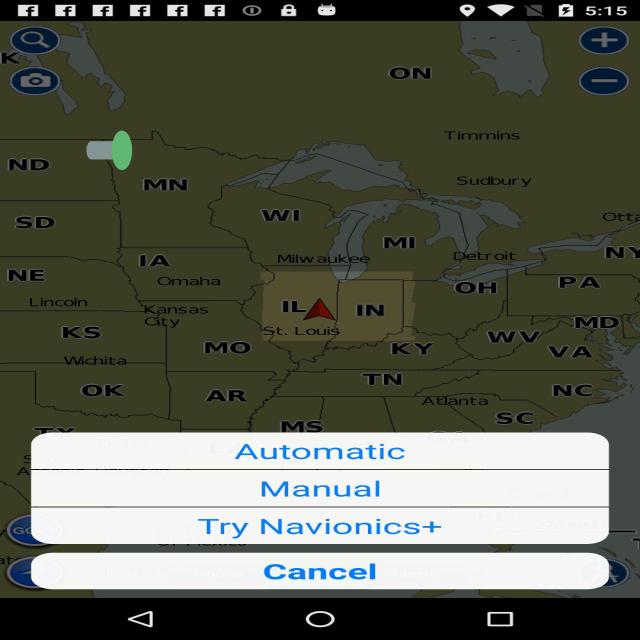 5:15
K
ON
Timmins
ND
MN
Sudbury
SD
WI
Otta
MI
NY
IA
Milwaukee
Detroit
NE
Omaha
OH
PA
Lincoln
Kansas
City
IL
IN
MD
KS
St. Louis
WV
VA
Wichita
MO
KY
TN
OK
AR
NC
Atlanta
SC
MS
Automatic
Manual
Try Navionics+
Cancel